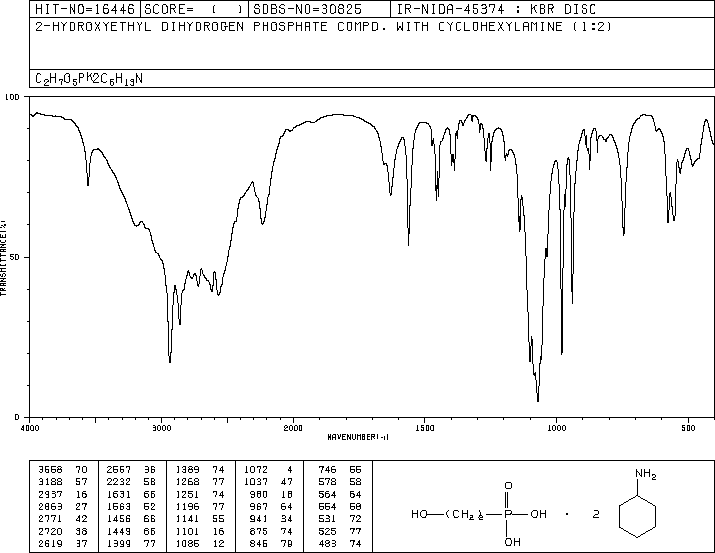 HIT-NO=16446 SCORE= ( ) SDBS-NO=30825 IR-NIDA-45374 : KBR DISC
2-HYDROXYETHYL DIHYDROGEN PHOSPHATE COMPD. WITH CYCLOHEXYLAMINE (1:2)
C2H7O5P*2C6H13N
100
TRANSMITTANCE(%)
50
0
4000 3000 2000 1500 1000 500
WAVENUMBER(-1)
3558 70 2567 36 1389 74 1072 4 746 55
3188 57 2232 58 1268 77 1037 47 578 58
2937 16 1631 66 1251 74 980 18 564 64
2863 27 1563 52 1196 77 967 64 554 58
2771 42 1456 66 1141 55 941 34 531 72
2720 38 1449 66 1101 16 875 74 525 77
2619 37 1399 77 1086 12 846 79 483 74
NH2
O
HO (CH2)2 P OH · 2
OH